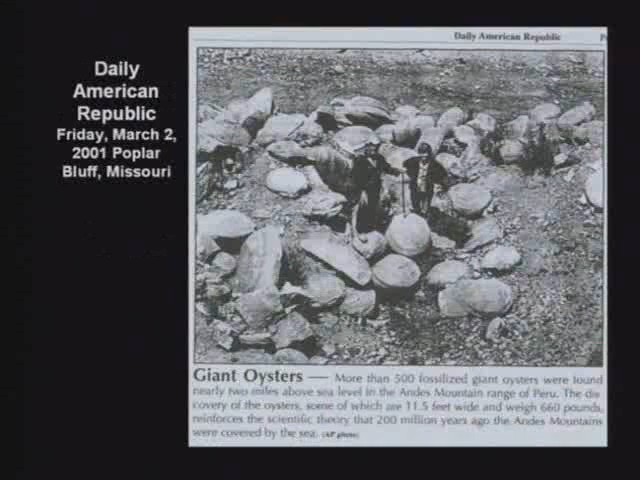 Daily
American
Republic
Friday, March 2,
2001 Poplar
Bluff, Missouri
Daily American Republic
Giant Oysters — More than 500 fossilized giant oysters were found
nearly two miles above sea level in the Andes Mountain range of Peru. The dis
covery of the oysters, some of which are 11.5 feet wide and weigh 660 pounds,
reinforces the scientific theory that 200 million years ago the Andes Mountains
were covered by the sea. (AP photo)